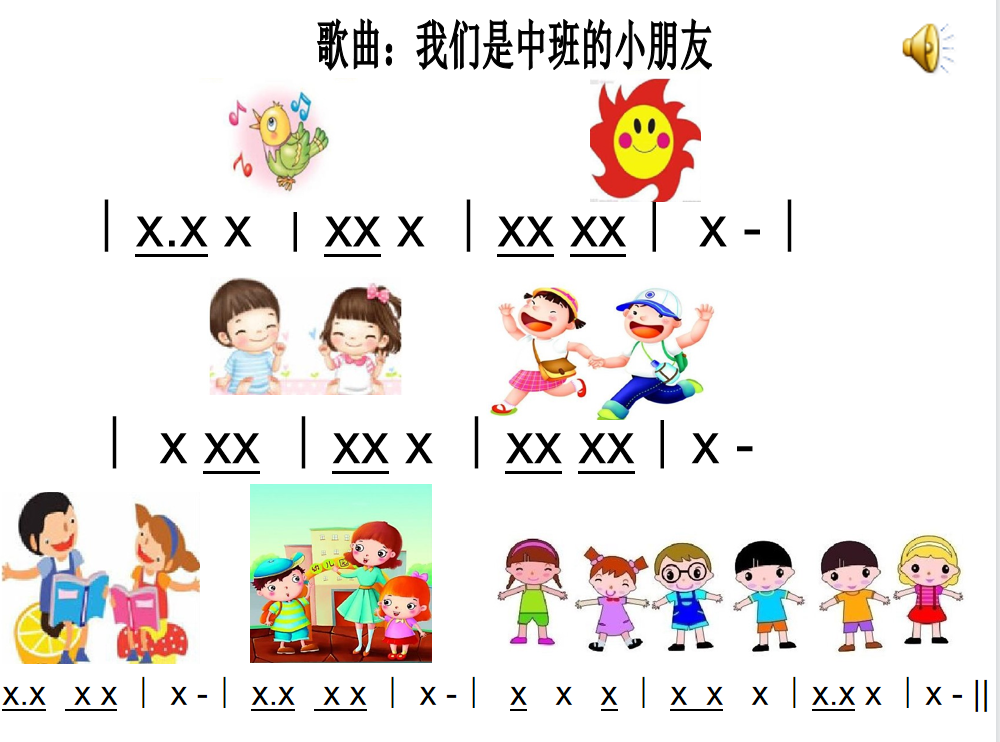 歌曲：我们是中班的小朋友
| x.x x | xx x | xx xx | x - |
| x xx | xx x | xx xx | x -
x.x x x | x - | x.x x x | x - | x x x | x x x | x.x x | x - ||